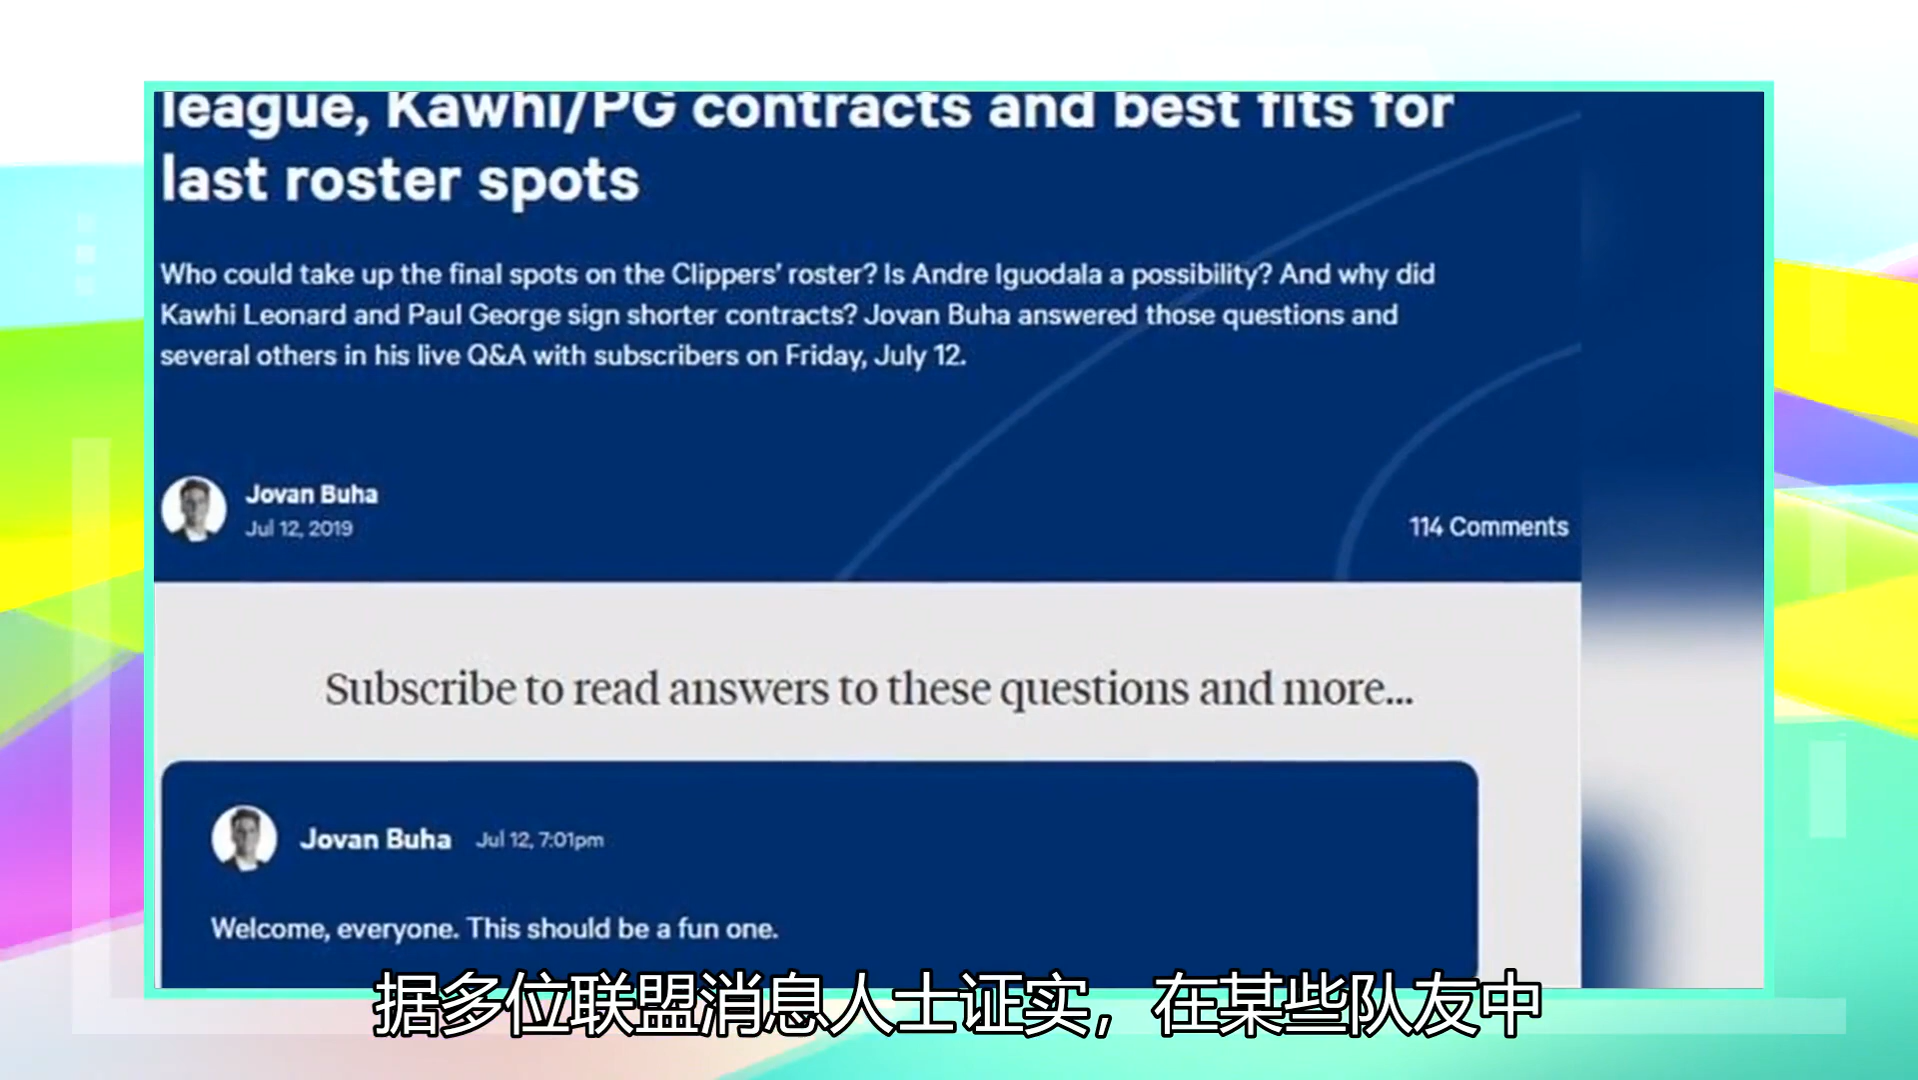 league, Kawhi/PG contracts and best fits for
last roster spots
Who could take up the final spots on the Clippers' roster? Is Andre Iguodala a possibility? And why did
Kawhi Leonard and Paul George sign shorter contracts? Jovan Buha answered those questions and
several others in his live Q&A with subscribers on Friday, July 12.
Jovan Buha
Jul 12, 2019
114 Comments
Subscribe to read answers to these questions and more...
Jovan Buha Jul 12, 7:01pm
Welcome, everyone. This should be a fun one.
据多位联盟消息人士证实，在某些队友中